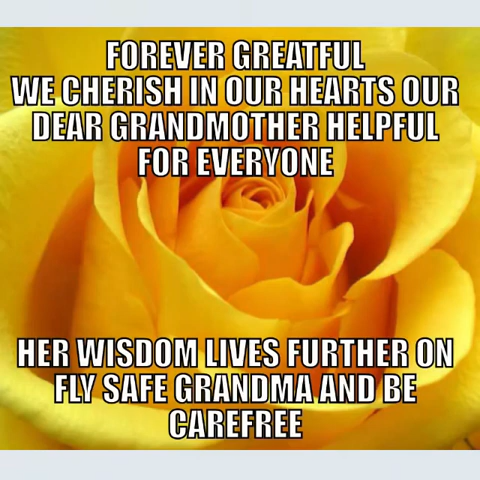 FOREVER GREATFUL
WE CHERISH IN OUR HEARTS OUR
DEAR GRANDMOTHER HELPFUL
FOR EVERYONE
HER WISDOM LIVES FURTHER ON
FLY SAFE GRANDMA AND BE
CAREFREE